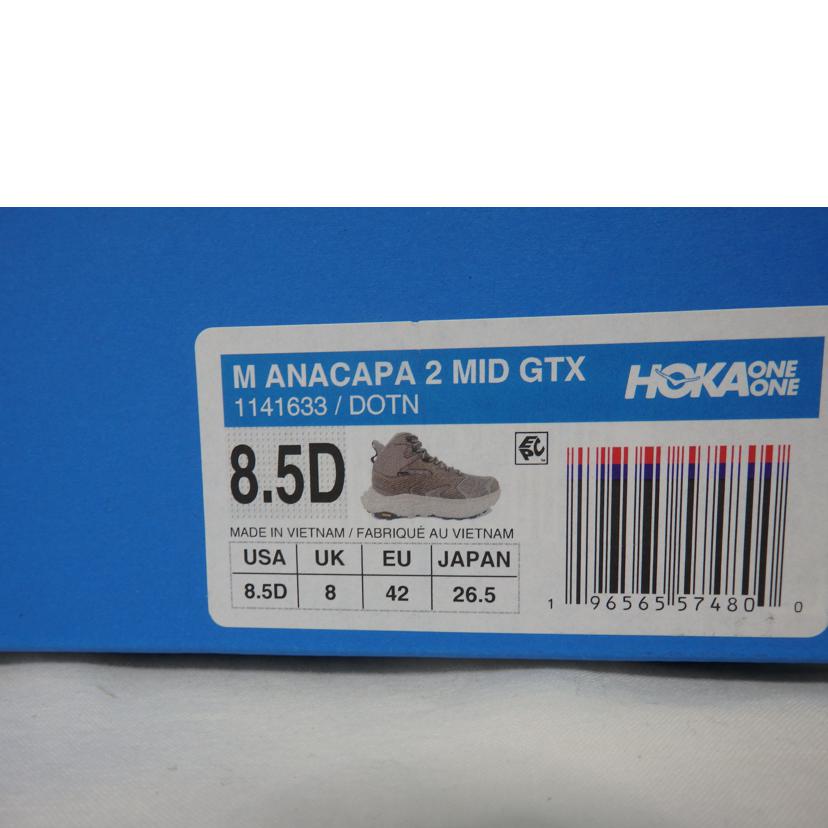 M ANACAPA 2 MID GTX
1141633 / DOTN
HOKA ONE ONE
8.5D
EPC
MADE IN VIETNAM / FABRIQUÉ AU VIETNAM
USA UK EU JAPAN
8.5D 8 42 26.5
1 96565 57480 0